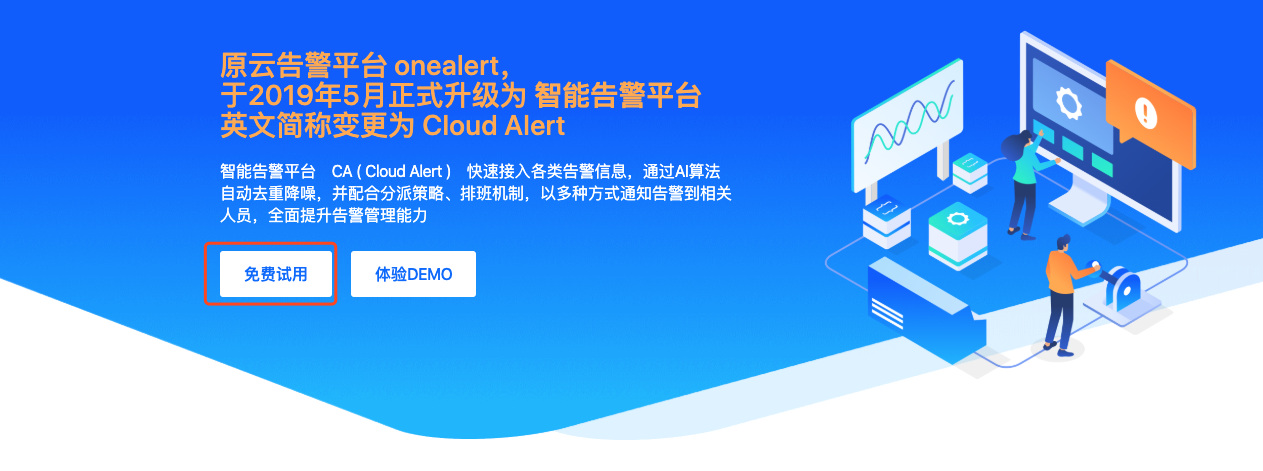 原云告警平台 onealert，
于2019年5月正式升级为 智能告警平台
英文简称变更为 Cloud Alert
智能告警平台 CA ( Cloud Alert ) 快速接入各类告警信息，通过AI算法
自动去重降噪，并配合分派策略、排班机制，以多种方式通知告警到相关
人员，全面提升告警管理能力
免费试用 体验DEMO